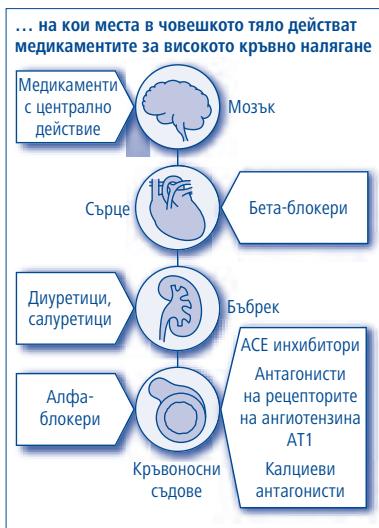 ... на кои места в човешкото тяло действат
медикаментите за високото кръвно налягане
Медикаменти
с централно
действие
Мозък
Сърце
Бета-блокери
Диуретици,
салуретици
Бъбрек
Алфа-
блокери
Кръвоносни
съдове
ACE инхибитори
Антагонисти
на рецепторите
на ангиотензина
АТ1
Калциеви
антагонисти